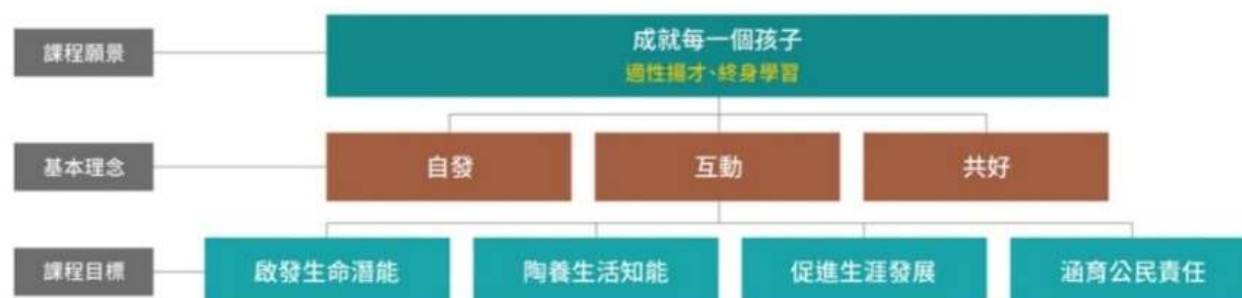 課程願景
成就每一個孩子
適性揚才、終身學習
基本理念
自發
互動
共好
課程目標
啟發生命潛能
陶養生活知能
促進生涯發展
涵育公民責任